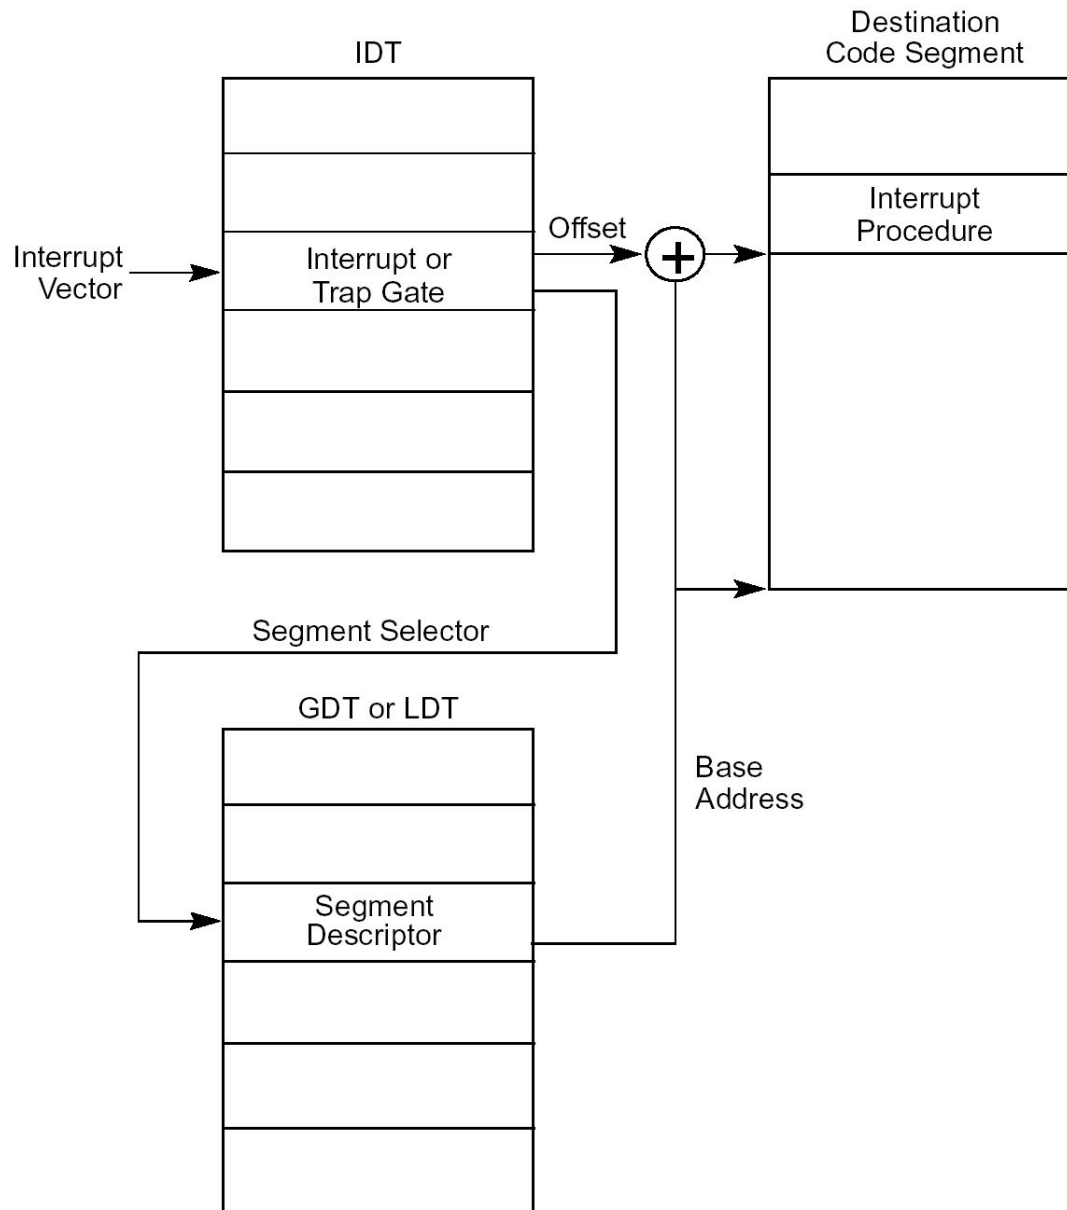 IDT
Destination
Code Segment
Interrupt
Vector
Interrupt or
Trap Gate
Offset
+
Interrupt
Procedure
Segment Selector
GDT or LDT
Segment
Descriptor
Base
Address